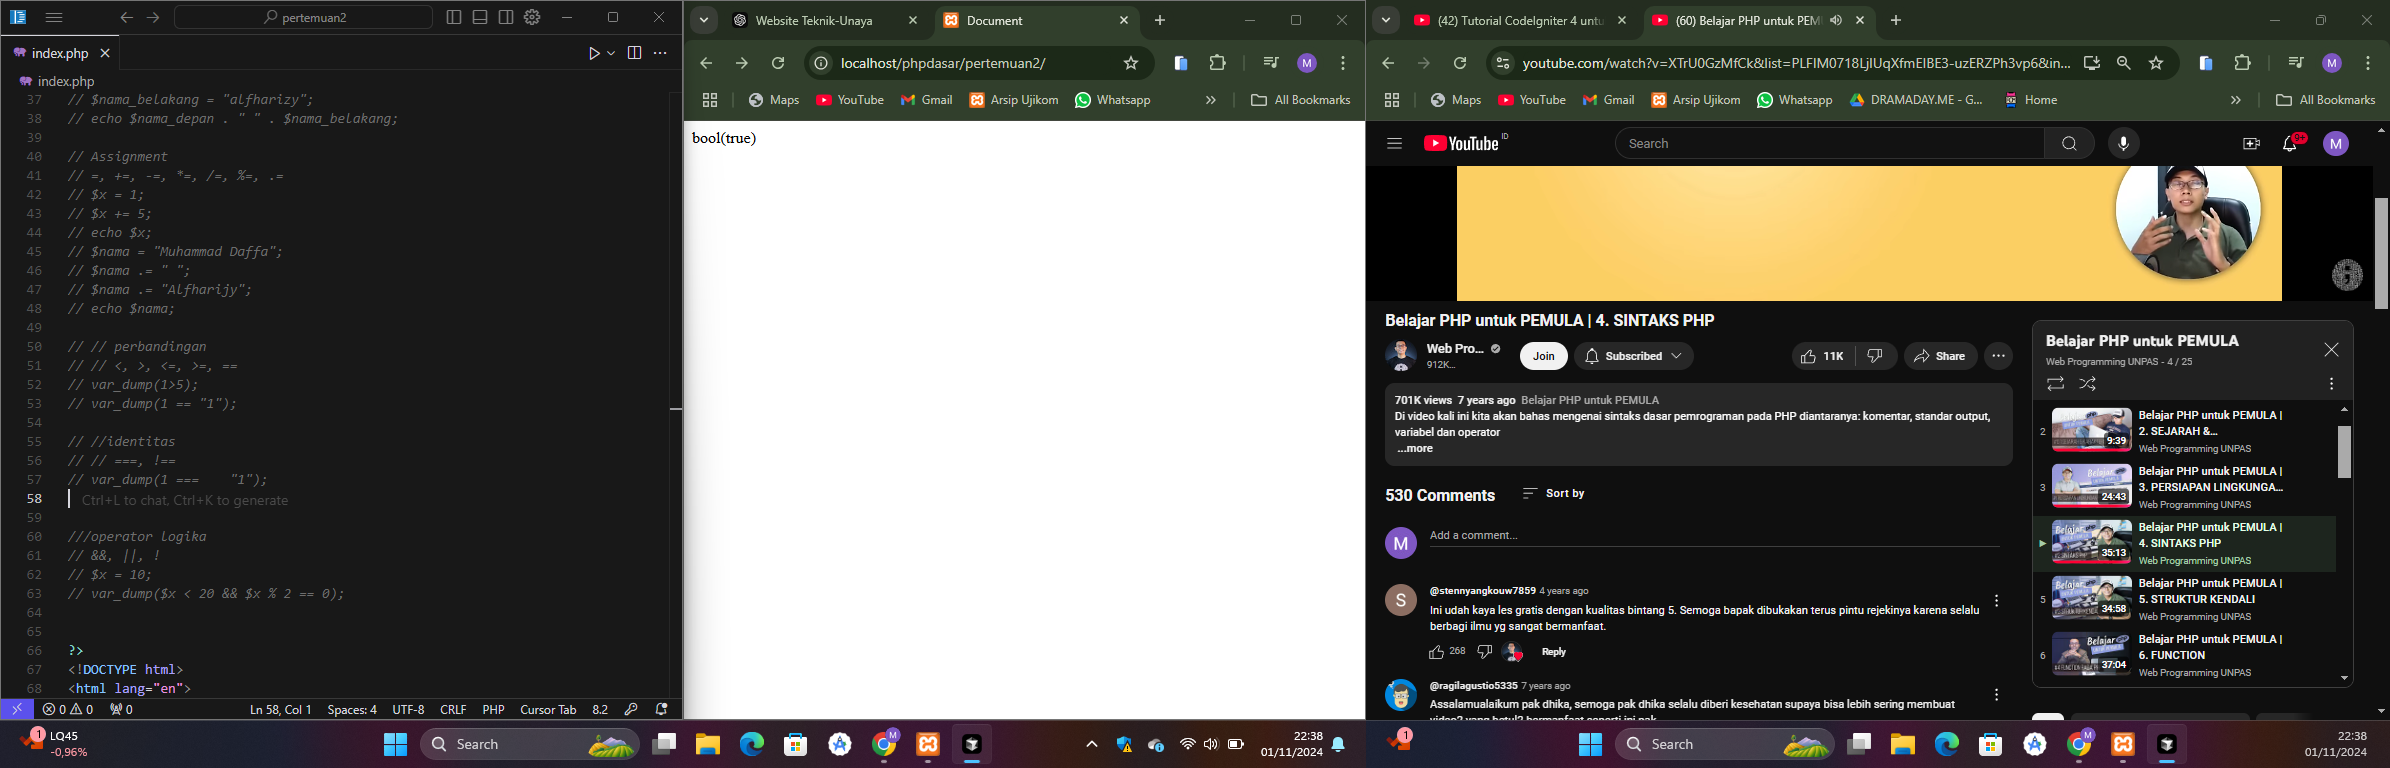 pertemuan2
index.php
index.php
37 // $nama_belakang = "alfharizy";
38 // echo $nama_depan . " " . $nama_belakang;
39
40 // Assignment
41 // =, +=, -=, *=, /=, %=, .=
42 // $x = 1;
43 // $x += 5;
44 // echo $x;
45 // $nama = "Muhammad Daffa";
46 // $nama .= " ";
47 // $nama .= "Alfharijy";
48 // echo $nama;
49
50 // // perbandingan
51 // // <, >, <=, >=, ==
52 // var_dump(1>5);
53 // var_dump(1 == "1");
54
55 // //identitas
56 // // ===, !==
57 // var_dump(1 ===    "1");
58 Ctrl+L to chat, Ctrl+K to generate
59
60 ///operator logika
61 // &&, ||, !
62 // $x = 10;
63 // var_dump($x < 20 && $x % 2 == 0);
64
65
66 ?>
67 <!DOCTYPE html>
68 <html lang="en">
0 0 0 Ln 58, Col 1 Spaces: 4 UTF-8 CRLF PHP Cursor Tab 8.2
Website Teknik-Unaya
Document
localhost/phpdasar/pertemuan2/
M
Maps YouTube Gmail Arsip Ujikom Whatsapp » All Bookmarks
bool(true)
(42) Tutorial CodeIgniter 4 untu
(60) Belajar PHP untuk PEM
youtube.com/watch?v=XTrU0GzMfCk&list=PLFIM0718LjIUqXfmEIBE3-uzERZPh3vp6&in...
M
Maps YouTube Gmail Arsip Ujikom Whatsapp DRAMADAY.ME - G... Home » All Bookmarks
YouTube ID
Search
9+
M
Belajar PHP untuk PEMULA | 4. SINTAKS PHP
Web Pro...
912K...
Join
Subscribed
11K
Share
701K views 7 years ago Belajar PHP untuk PEMULA
Di video kali ini kita akan bahas mengenai sintaks dasar pemrograman pada PHP diantaranya: komentar, standar output,
variabel dan operator
...more
530 Comments
Sort by
M
Add a comment...
S
@stennyangkouw7859 4 years ago
Ini udah kaya les gratis dengan kualitas bintang 5. Semoga bapak dibukakan terus pintu rejekinya karena selalu
berbagi ilmu yg sangat bermanfaat.
268
Reply
@ragilagustio5335 7 years ago
Assalamualaikum pak dhika, semoga pak dhika selalu diberi kesehatan supaya bisa lebih sering membuat
Belajar PHP untuk PEMULA
Web Programming UNPAS - 4 / 25
2
9:39
Belajar PHP untuk PEMULA |
2. SEJARAH &...
Web Programming UNPAS
3
24:43
Belajar PHP untuk PEMULA |
3. PERSIAPAN LINGKUNGA...
Web Programming UNPAS
35:13
Belajar PHP untuk PEMULA |
4. SINTAKS PHP
Web Programming UNPAS
5
34:58
Belajar PHP untuk PEMULA |
5. STRUKTUR KENDALI
Web Programming UNPAS
6
37:04
Belajar PHP untuk PEMULA |
6. FUNCTION
Web Programming UNPAS
1
LQ45
-0,96%
Search
M
22:38
01/11/2024
1
Search
M
22:38
01/11/2024